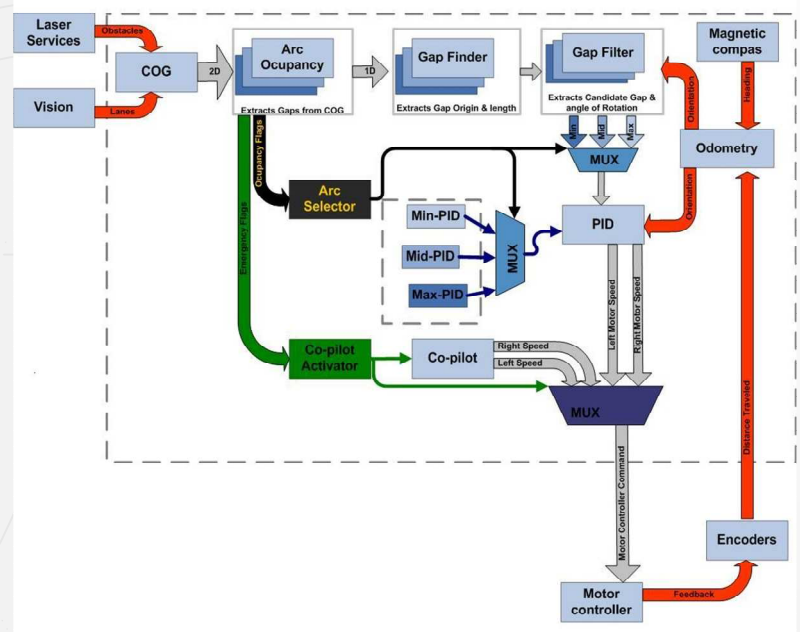 Laser
Services
Obstacles
Vision
Lanes
COG
2D
Arc
Ocupancy
Extracts Gaps from COG
1D
Gap Finder
Extracts Gap Origin & length
Gap Filter
Extracts Candidate Gap &
angle of Rotation
Magnetic
compas
Heading
Orientation
Odometry
Orientation
Min
Mid
Max
MUX
Ocupancy Flags
Emergency Flags
Arc
Selector
Min-PID
Mid-PID
Max-PID
MUX
PID
Left Motor Speed
Right Motor Speed
Co-pilot
Activator
Co-pilot
Right Speed
Left Speed
MUX
Motor Controller Command
Distance Traveled
Encoders
Motor
controller
Feedback